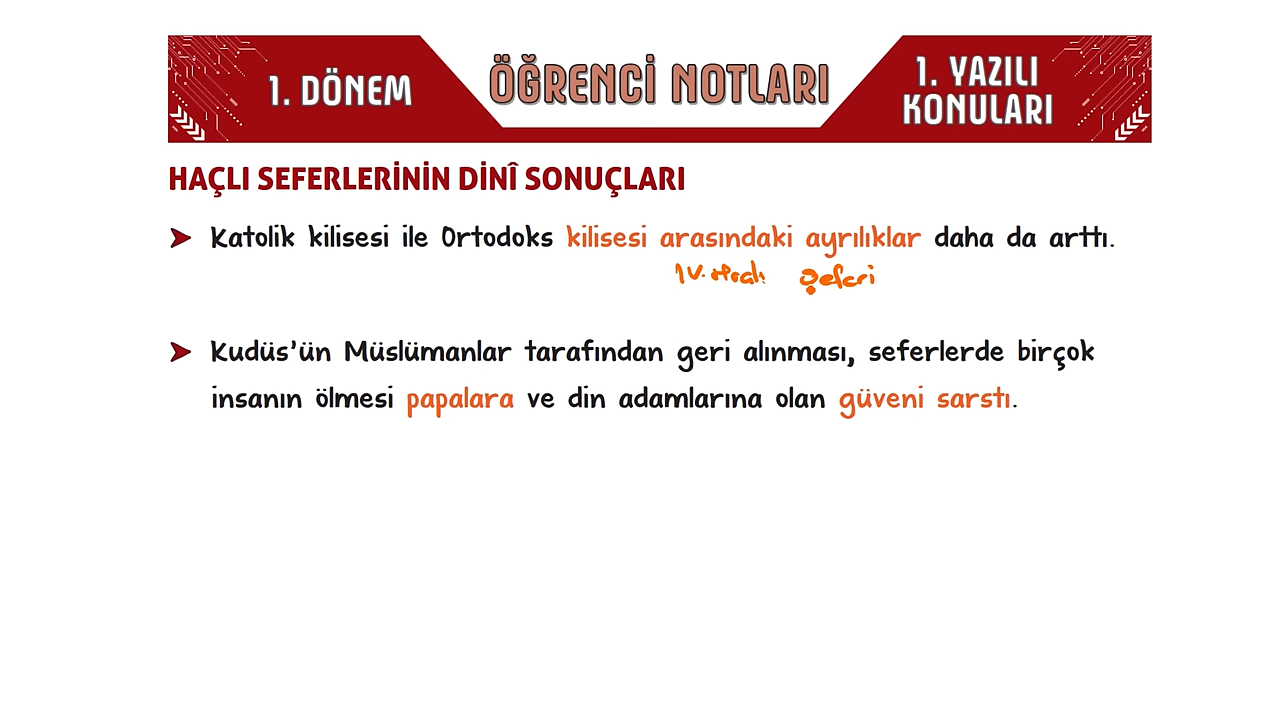 1. DÖNEM
ÖĞRENCİ NOTLARI
1. YAZILI
KONULARI
HAÇLI SEFERLERİNİN DİNÎ SONUÇLARI
➤ Katolik kilisesi ile Ortodoks kilisesi arasındaki ayrılıklar daha da arttı.
IV. Haçlı Seferi
➤ Kudüs'ün Müslümanlar tarafından geri alınması, seferlerde birçok
insanın ölmesi papalara ve din adamlarına olan güveni sarstı.